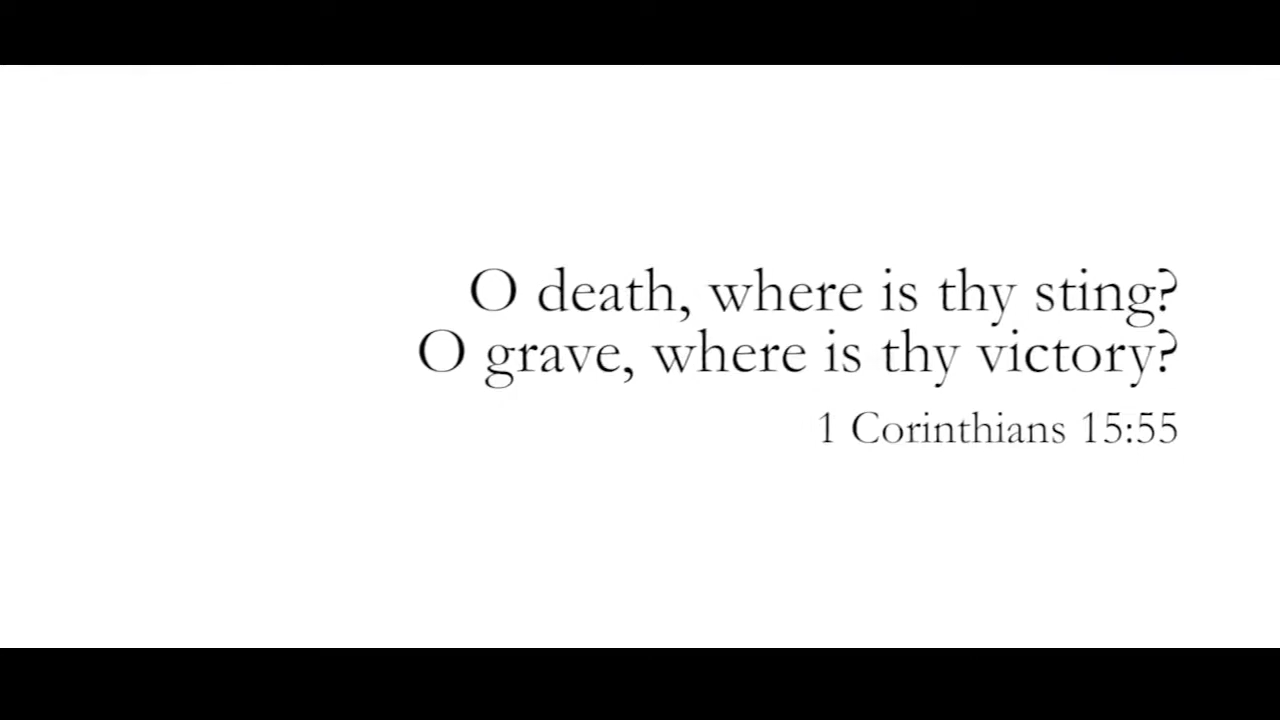 O death, where is thy sting?
O grave, where is thy victory?
1 Corinthians 15:55